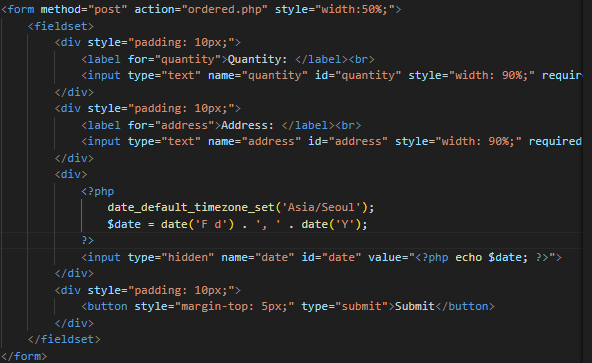 <form method="post" action="ordered.php" style="width:50%;">
<fieldset>
<div style="padding: 10px;">
<label for="quantity">Quantity: </label><br>
<input type="text" name="quantity" id="quantity" style="width: 90%;" requir
</div>
<div style="padding: 10px;">
<label for="address">Address: </label><br>
<input type="text" name="address" id="address" style="width: 90%;" required
</div>
<div>
<?php
date_default_timezone_set('Asia/Seoul');
$date = date('F d') . ', ' . date('Y');
?>
<input type="hidden" name="date" id="date" value="<?php echo $date; ?>">
</div>
<div style="padding: 10px;">
<button style="margin-top: 5px;" type="submit">Submit</button>
</div>
</fieldset>
</form>